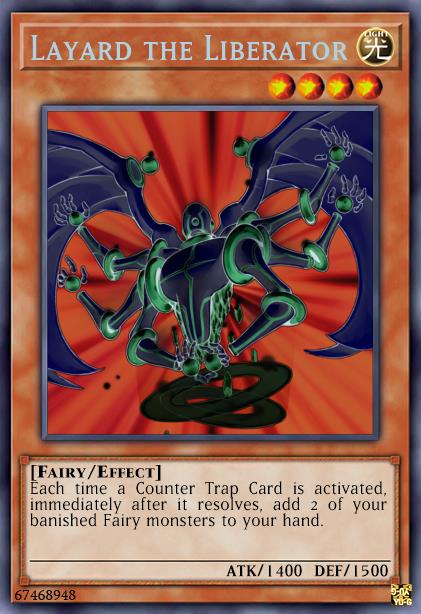 Layard the Liberator
LIGHT
光
[Fairy/Effect]
Each time a Counter Trap Card is activated,
immediately after it resolves, add 2 of your
banished Fairy monsters to your hand.
ATK/1400 DEF/1500
67468948